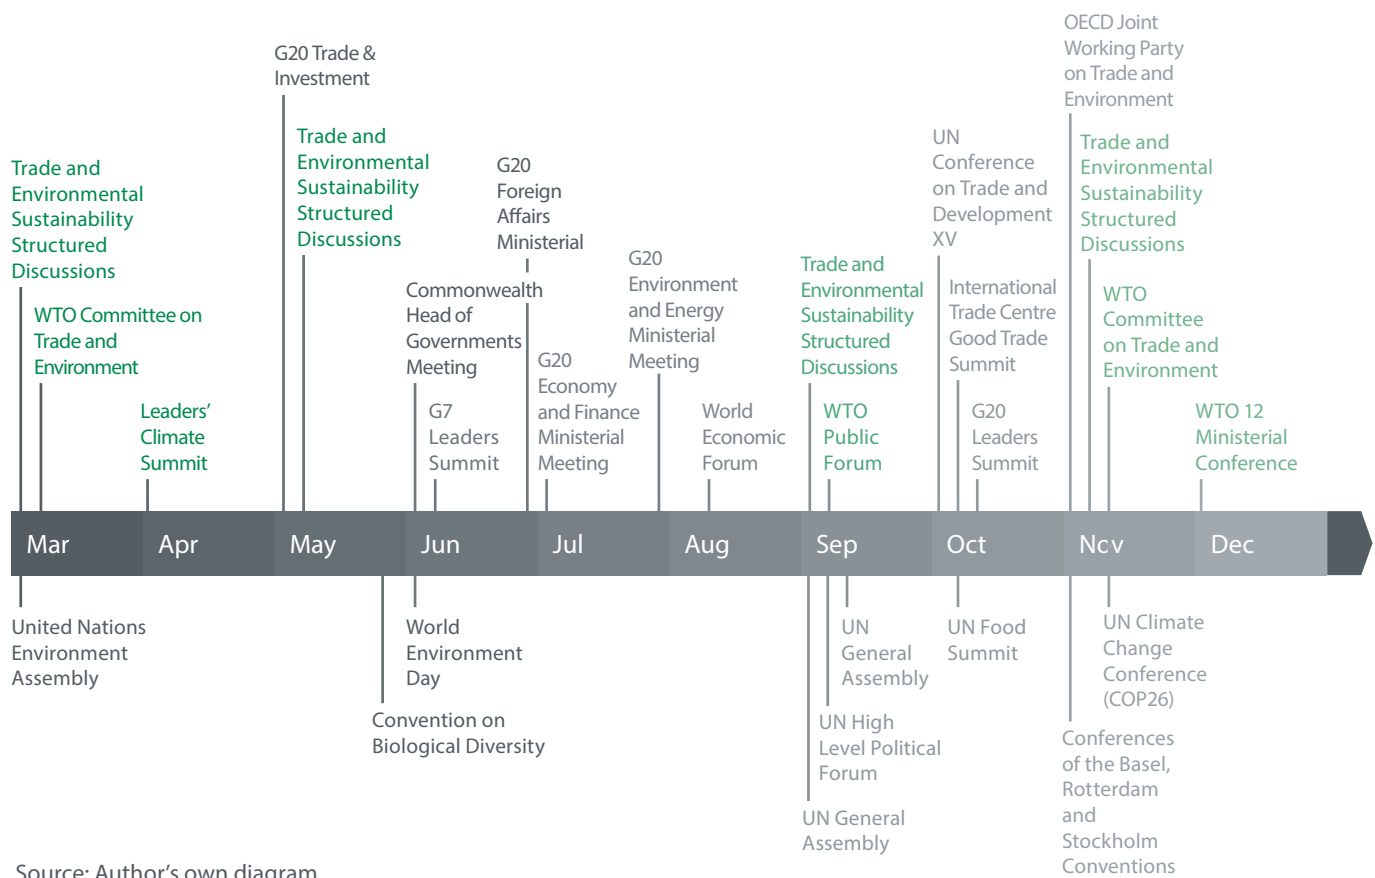 OECD Joint
Working Party
on Trade and
Environment
G20 Trade &
Investment
Trade and
Environmental
Sustainability
Structured
Discussions
WTO Committee on
Trade and
Environment
Leaders’
Climate
Summit
Trade and
Environmental
Sustainability
Structured
Discussions
G20
Foreign
Affairs
Ministerial
Commonwealth
Head of
Governments
Meeting
G7
Leaders
Summit
G20
Economy
and Finance
Ministerial
Meeting
G20
Environment
and Energy
Ministerial
Meeting
World
Economic
Forum
Trade and
Environmental
Sustainability
Structured
Discussions
WTO
Public
Forum
UN
Conference
on Trade and
Development
XV
International
Trade Centre
Good Trade
Summit
G20
Leaders
Summit
Trade and
Environmental
Sustainability
Structured
Discussions
WTO
Committee
on Trade and
Environment
WTO 12
Ministerial
Conference
Mar Apr May Jun Jul Aug Sep Oct Nov Dec
United Nations
Environment
Assembly
Convention on
Biological Diversity
World
Environment
Day
UN
General
Assembly
UN High
Level Political
Forum
UN General
Assembly
UN Food
Summit
UN Climate
Change
Conference
(COP26)
Conferences
of the Basel,
Rotterdam
and
Stockholm
Conventions
Source: Author’s own diagram